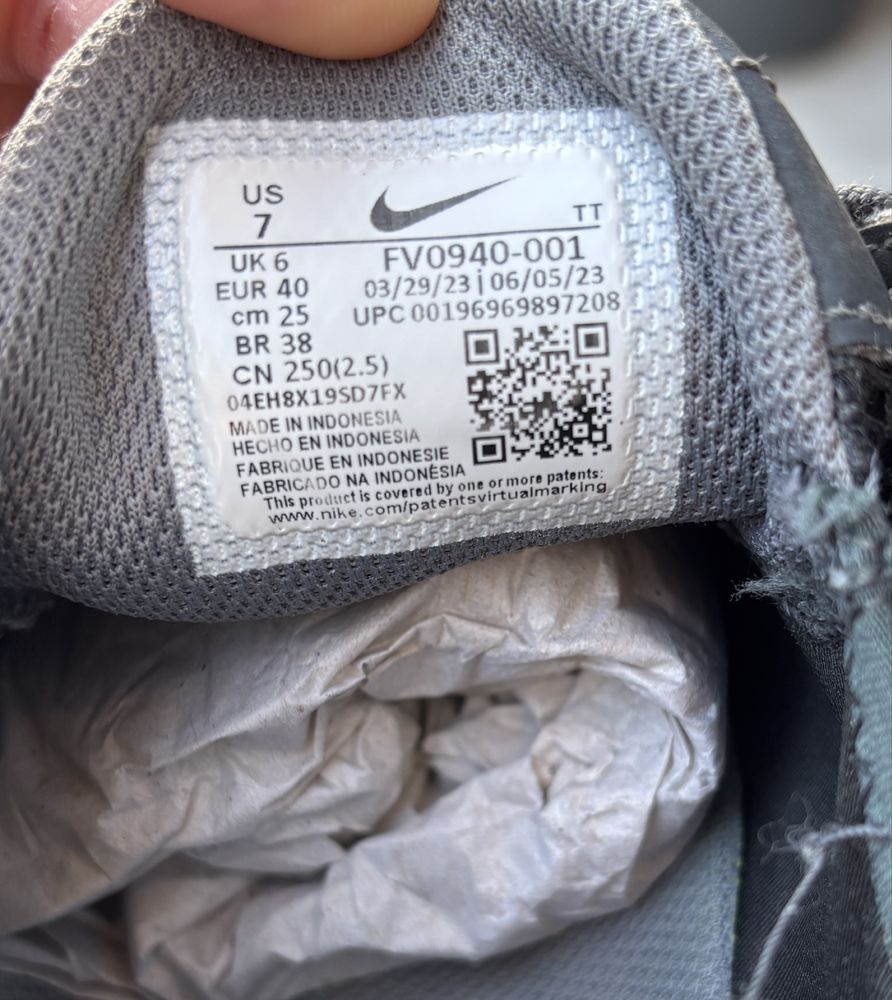 US
7
TT
UK 6
FV0940-001
EUR 40
03/29/23 | 06/05/23
cm 25
UPC 00196969897208
BR 38
CN 250(2.5)
04EH8X19SD7FX
MADE IN INDONESIA
HECHO EN INDONESIA
FABRIQUE EN INDONESIE
FABRICADO NA INDONÉSIA
This product is covered by one or more patents:
www.nike.com/patentsvirtualmarking